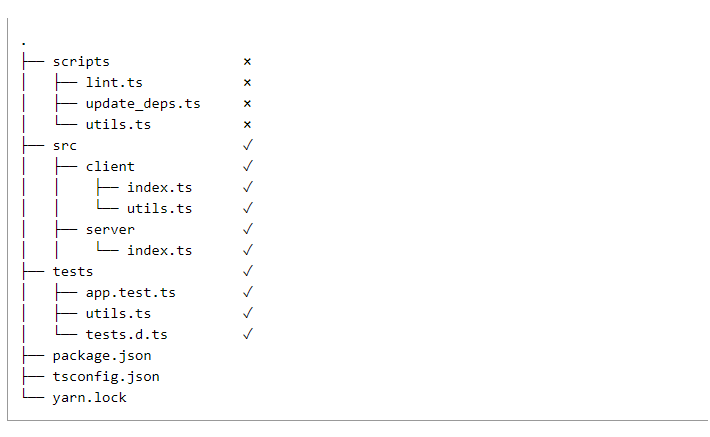 .
├── scripts                ⨯
│   ├── lint.ts            ⨯
│   ├── update_deps.ts     ⨯
│   └── utils.ts           ⨯
├── src                    ✓
│   ├── client             ✓
│   │    ├── index.ts      ✓
│   │    └── utils.ts      ✓
│   ├── server             ✓
│   │    └── index.ts      ✓
├── tests                  ✓
│   ├── app.test.ts        ✓
│   ├── utils.ts           ✓
│   └── tests.d.ts         ✓
├── package.json
├── tsconfig.json
└── yarn.lock